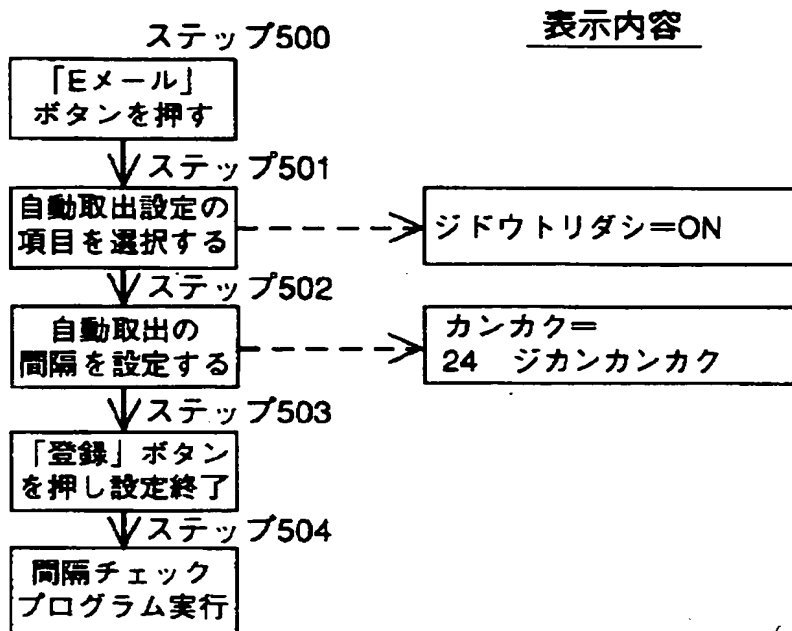 ステップ500
表示内容
「Eメール」
ボタンを押す
ステップ501
自動取出設定の
項目を選択する
ジドウトリダシ=ON
ステップ502
自動取出の
間隔を設定する
カンカク=
24 ジカンカンカク
ステップ503
「登録」ボタン
を押し設定終了
ステップ504
間隔チェック
プログラム実行